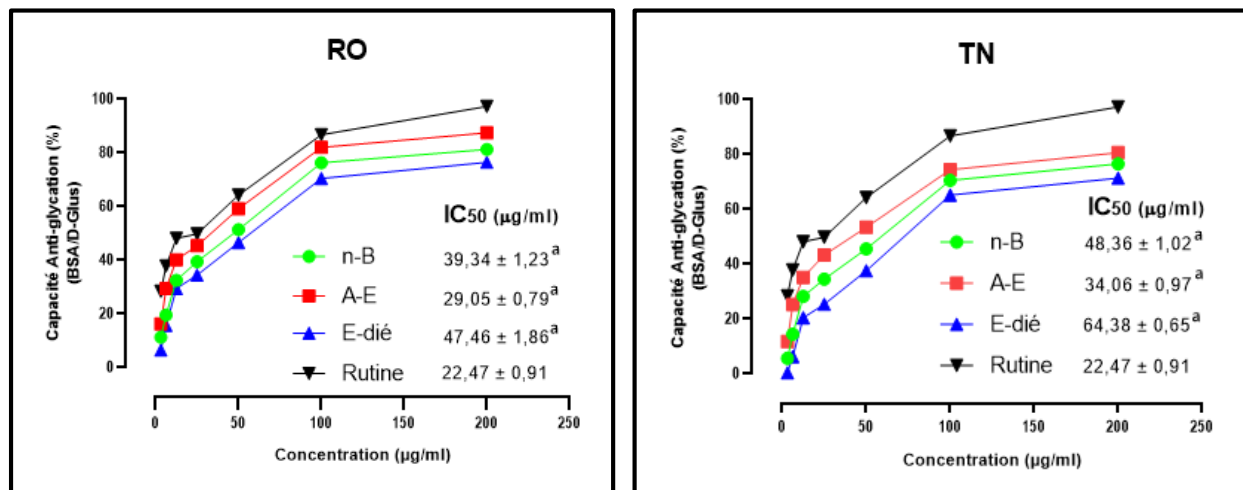 RO
Capacité Anti-glycation (%)
(BSA/D-Glus)
100
80
60
40
20
0
IC50 (µg/ml)
n-B 39,34 ± 1,23a
A-E 29,05 ± 0,79a
E-dié 47,46 ± 1,86a
Rutine 22,47 ± 0,91
0 50 100 150 200 250
Concentration (µg/ml)
TN
Capacité Anti-glycation (%)
(BSA/D-Glus)
100
80
60
40
20
0
IC50 (µg/ml)
n-B 48,36 ± 1,02a
A-E 34,06 ± 0,97a
E-dié 64,38 ± 0,65a
Rutine 22,47 ± 0,91
0 50 100 150 200 250
Concentration (µg/ml)